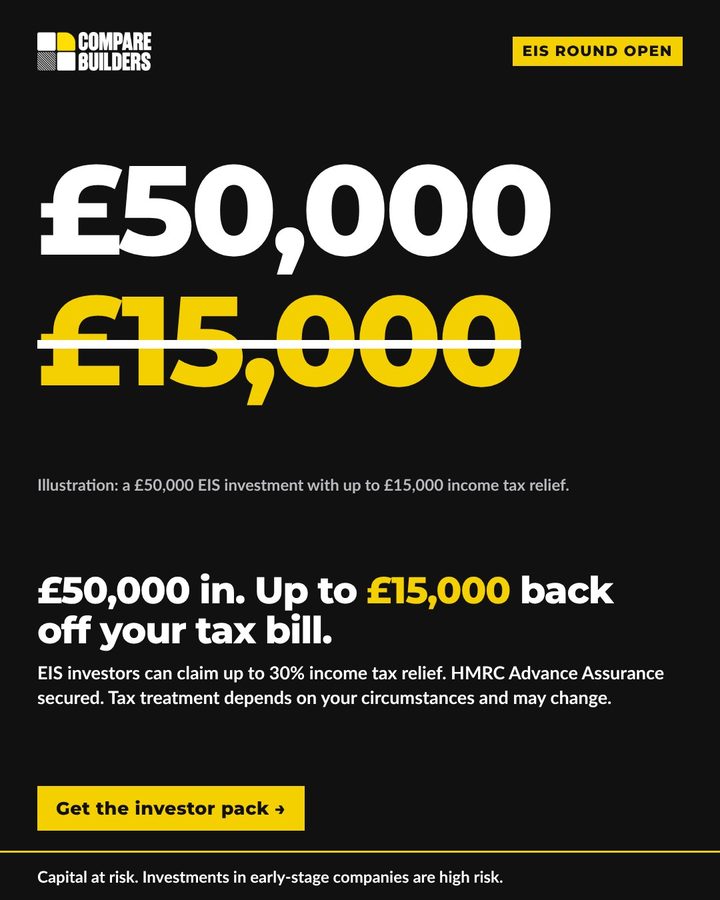 COMPARE
BUILDERS
EIS ROUND OPEN
£50,000
£15,000
Illustration: a £50,000 EIS investment with up to £15,000 income tax relief.
£50,000 in. Up to £15,000 back
off your tax bill.
EIS investors can claim up to 30% income tax relief. HMRC Advance Assurance
secured. Tax treatment depends on your circumstances and may change.
Get the investor pack →
Capital at risk. Investments in early-stage companies are high risk.